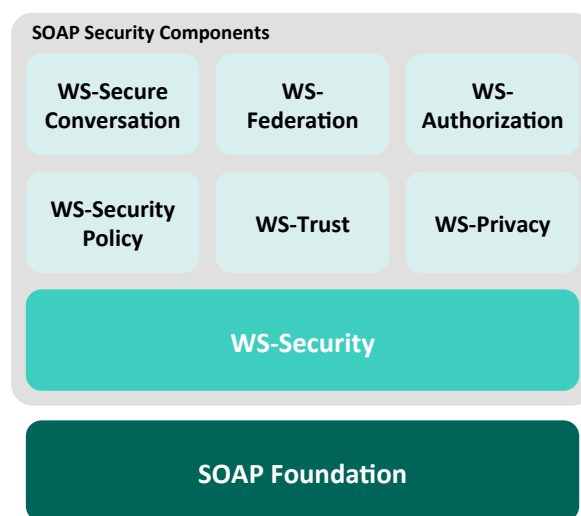 SOAP Security Components
WS-Secure
Conversation
WS-
Federation
WS-
Authorization
WS-Security
Policy
WS-Trust
WS-Privacy
WS-Security
SOAP Foundation